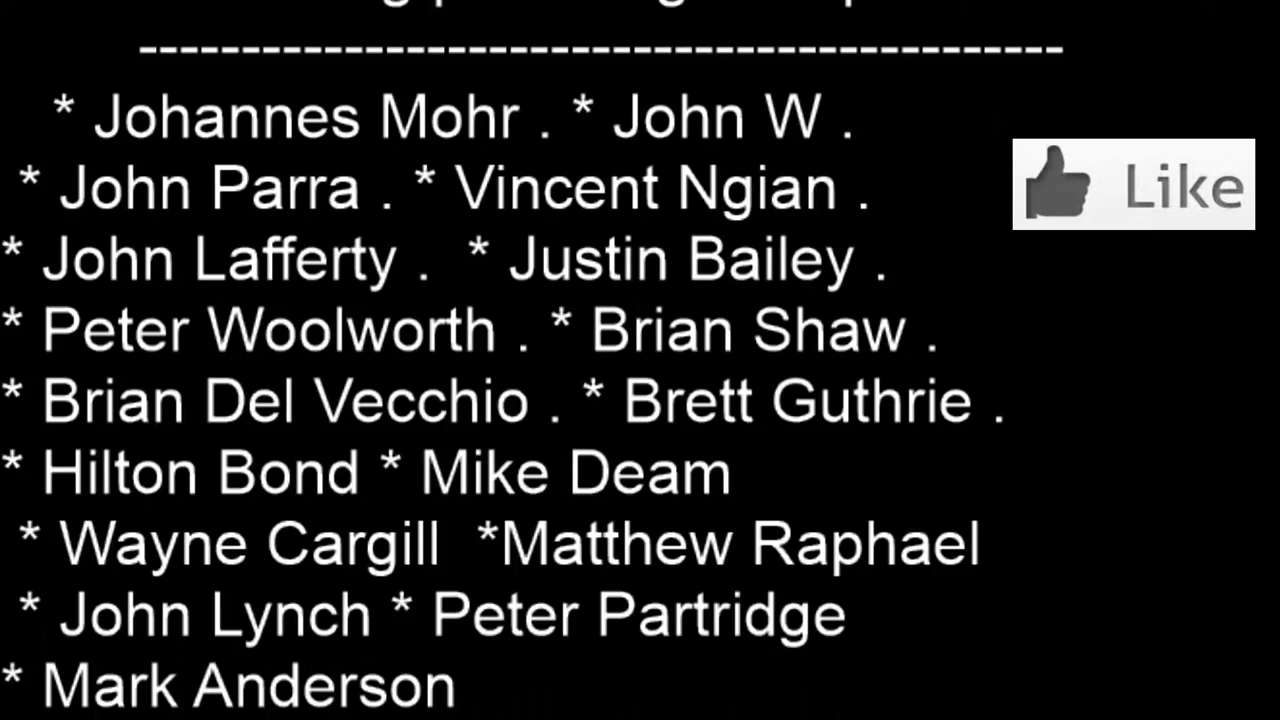 ---------------------------------------------
* Johannes Mohr . * John W .
* John Parra . * Vincent Ngian .
Like
* John Lafferty . * Justin Bailey .
* Peter Woolworth . * Brian Shaw .
* Brian Del Vecchio . * Brett Guthrie .
* Hilton Bond * Mike Deam
* Wayne Cargill *Matthew Raphael
* John Lynch * Peter Partridge
* Mark Anderson